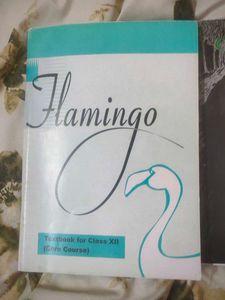 Flamingo
Textbook for Class XII
(Core Course)